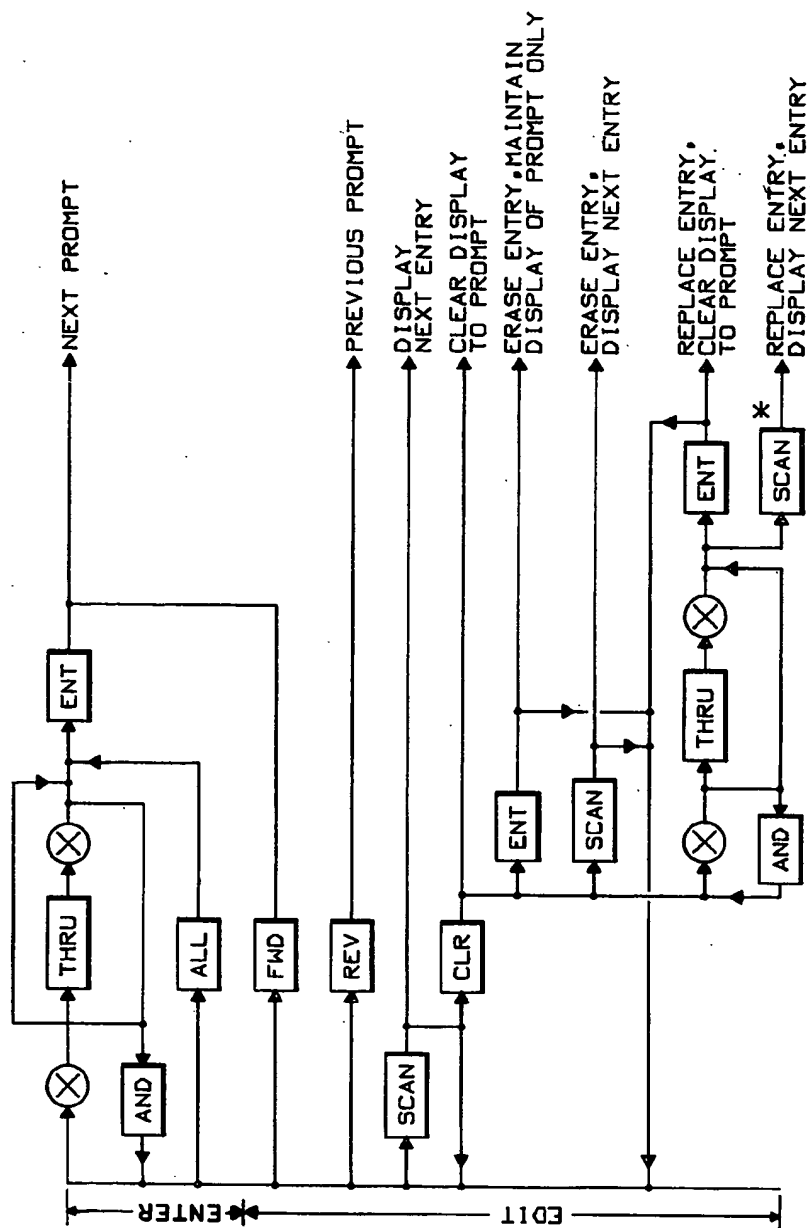 ENTER
EDIT
THRU
ENT
NEXT PROMPT
AND
ALL
FWD
REV
PREVIOUS PROMPT
SCAN
DISPLAY
NEXT ENTRY
CLR
CLEAR DISPLAY
TO PROMPT
ENT
ERASE ENTRY, MAINTAIN
DISPLAY OF PROMPT ONLY
SCAN
ERASE ENTRY,
DISPLAY NEXT ENTRY
THRU
ENT
REPLACE ENTRY,
CLEAR DISPLAY.
TO PROMPT
AND
SCAN
*
REPLACE ENTRY,
DISPLAY NEXT ENTRY